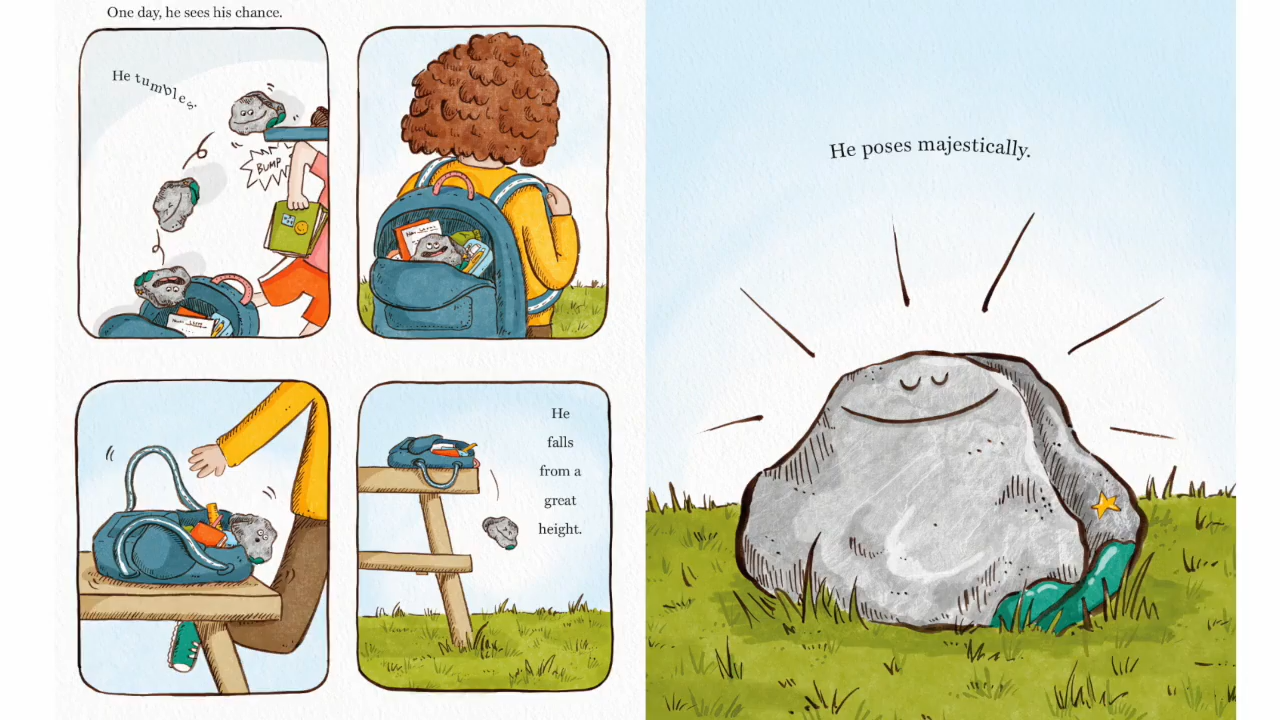 One day, he sees his chance.
He tumbles.
BUMP
He
falls
from a
great
height.
He poses majestically.